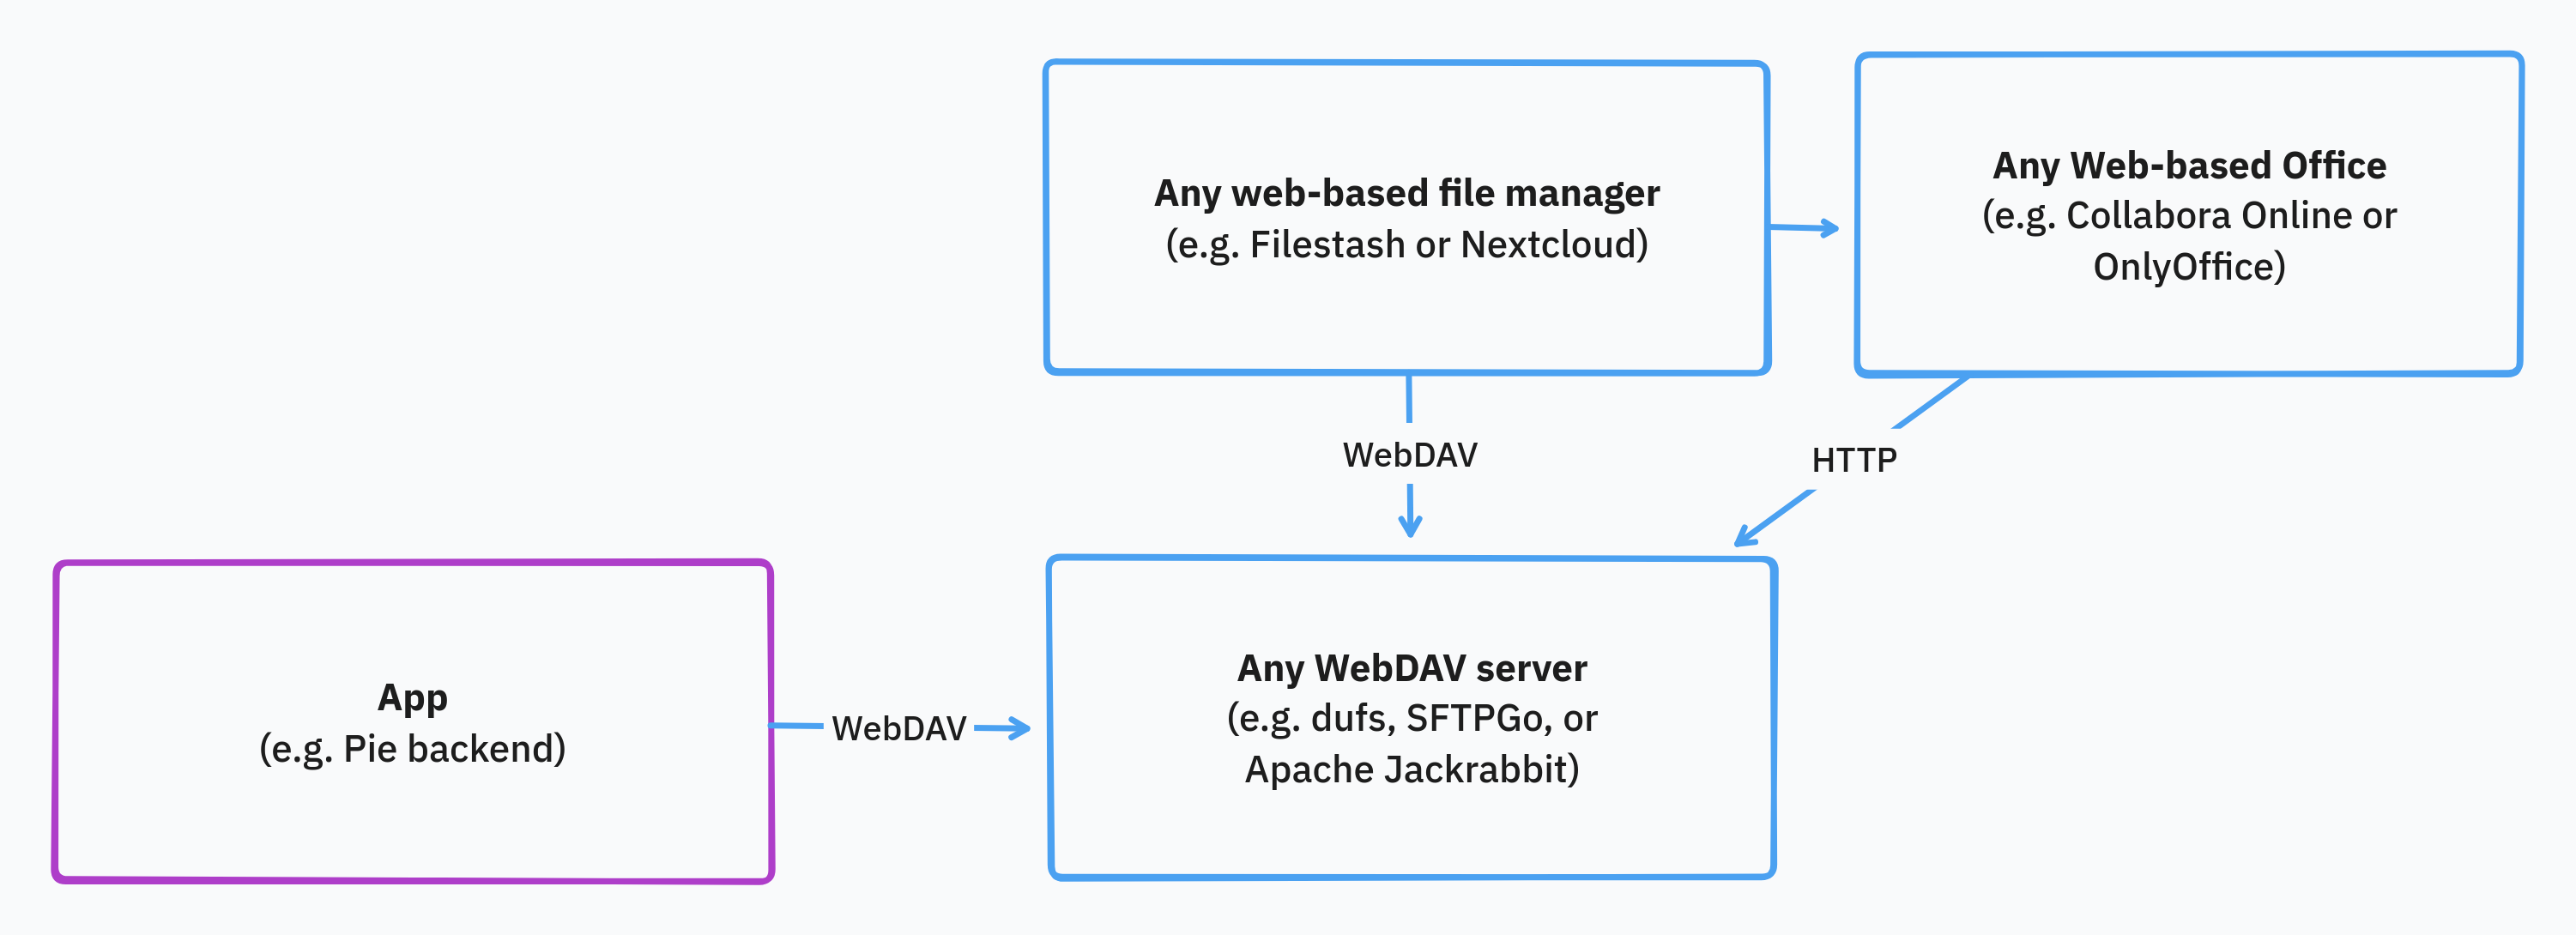 Any web-based file manager
(e.g. Filestash or Nextcloud)
Any Web-based Office
(e.g. Collabora Online or
OnlyOffice)
WebDAV
HTTP
App
(e.g. Pie backend)
WebDAV
Any WebDAV server
(e.g. dufs, SFTPGo, or
Apache Jackrabbit)